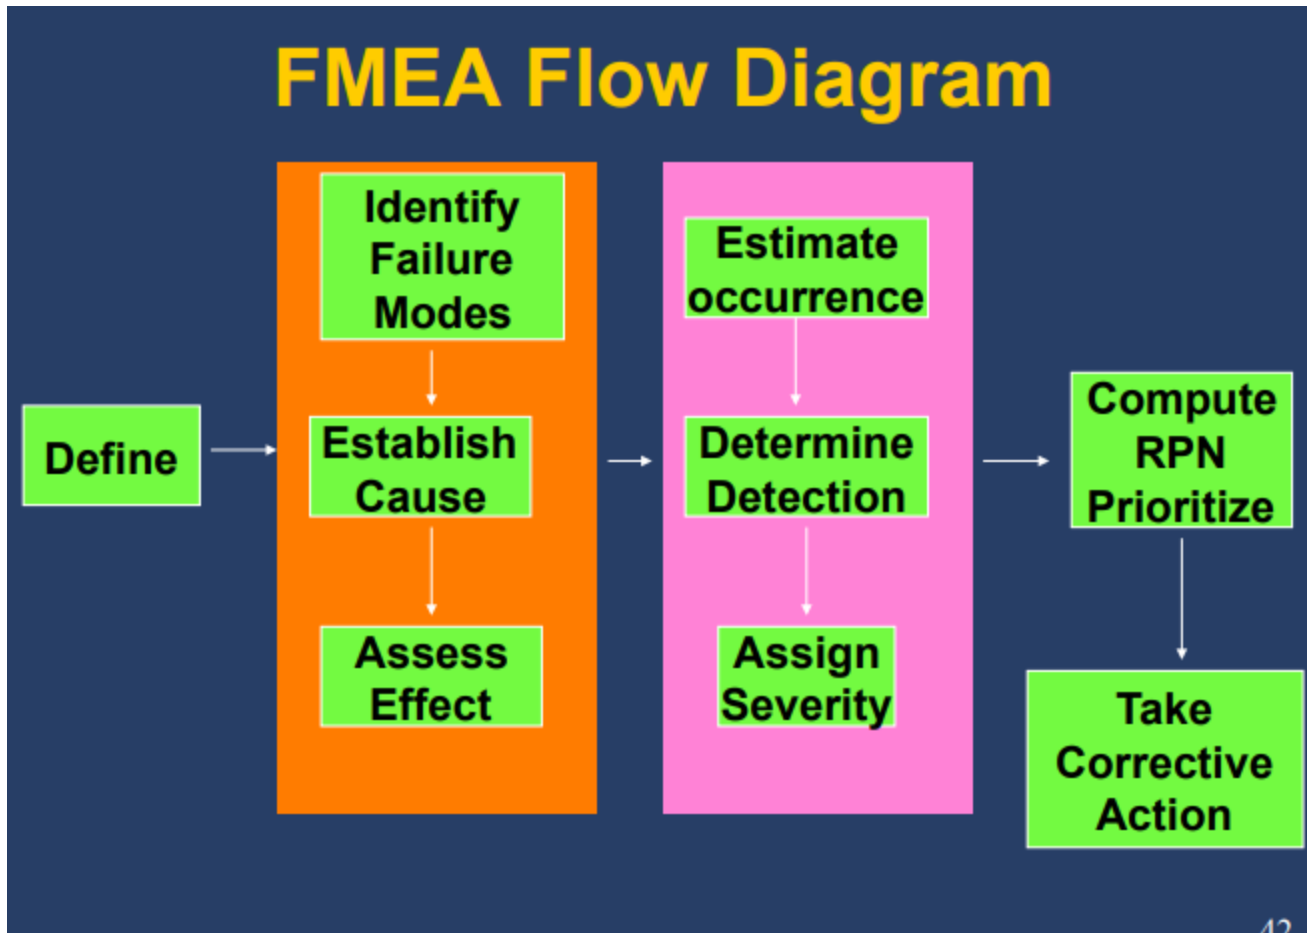 FMEA Flow Diagram
Define
Identify
Failure
Modes
Establish
Cause
Assess
Effect
Estimate
occurrence
Determine
Detection
Assign
Severity
Compute
RPN
Prioritize
Take
Corrective
Action
42